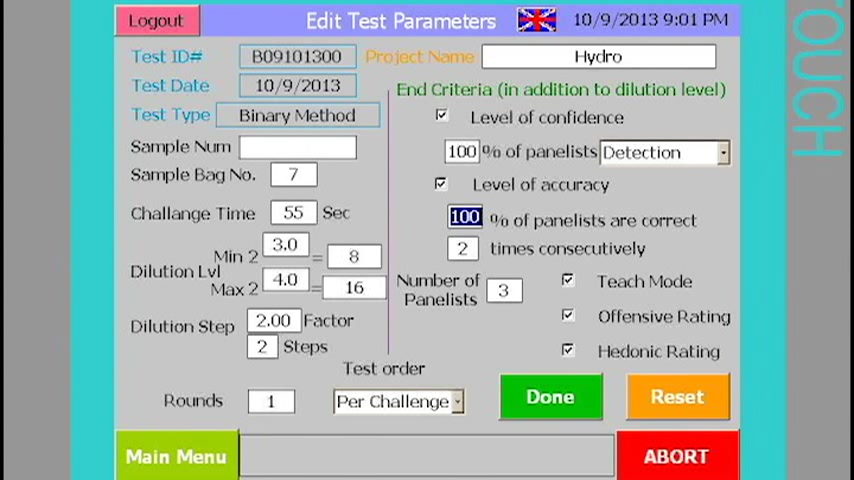 Logout
Edit Test Parameters
10/9/2013 9:01 PM
Test ID#
B09101300
Project Name
Hydro
Test Date
10/9/2013
End Criteria (in addition to dilution level)
Test Type
Binary Method
Level of confidence
Sample Num
100 % of panelists
Detection
Sample Bag No.
7
Level of accuracy
Challange Time
55
Sec
100 % of panelists are correct
Dilution Lvl
Min 2
3.0
=
8
2 times consecutively
Max 2
4.0
=
16
Number of
Panelists
3
Teach Mode
Offensive Rating
Hedonic Rating
Dilution Step
2.00
Factor
2
Steps
Test order
Rounds
1
Per Challenge
Done
Reset
Main Menu
ABORT
TOUCH